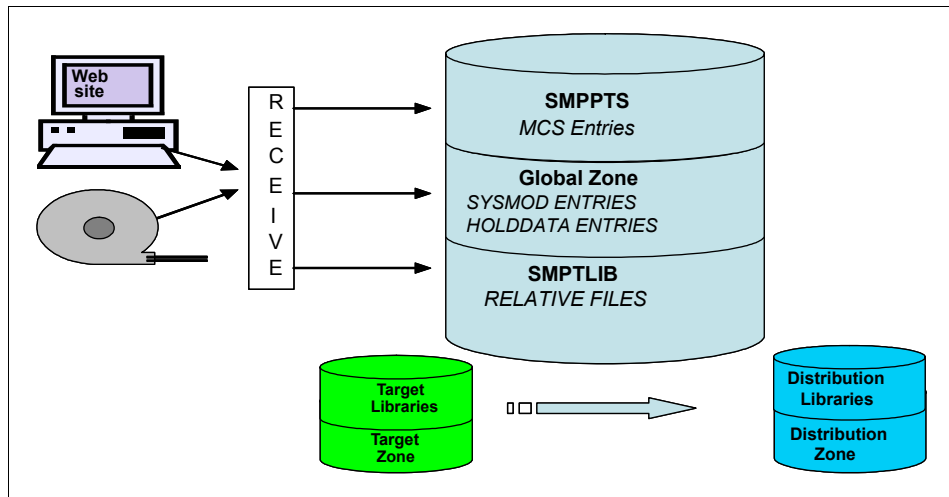 Web
site
R
E
C
E
I
V
E
SMPPTS
MCS Entries
Global Zone
SYSMOD ENTRIES
HOLDDATA ENTRIES
SMPTLIB
RELATIVE FILES
Target
Libraries
Target
Zone
Distribution
Libraries
Distribution
Zone